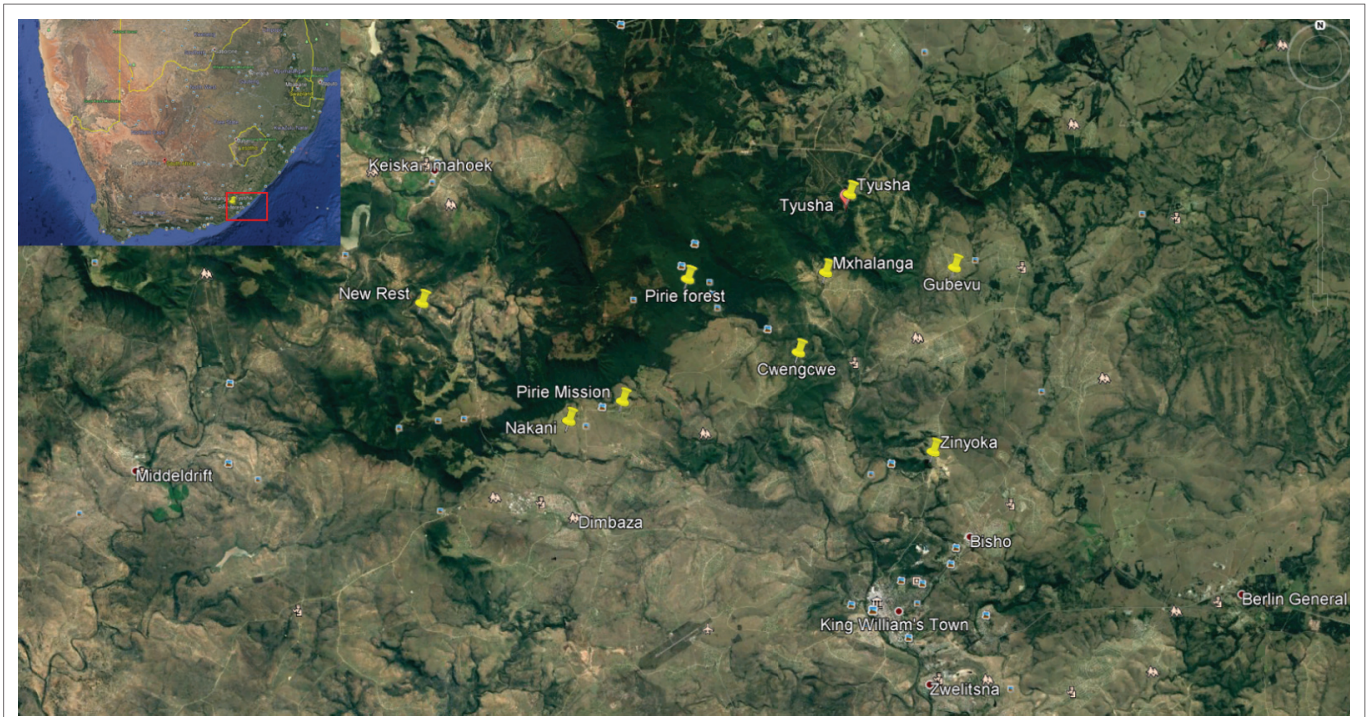 N
Keiskammahoek
Tyusha
Tyusha
Mxhalanga
Gubevu
New Rest
Pirie forest
Cwengcwe
Pirie Mission
Nakani
Zinyoka
Middeldrift
Dimbaza
Bisho
Berlin General
King William's Town
Zwelitsha